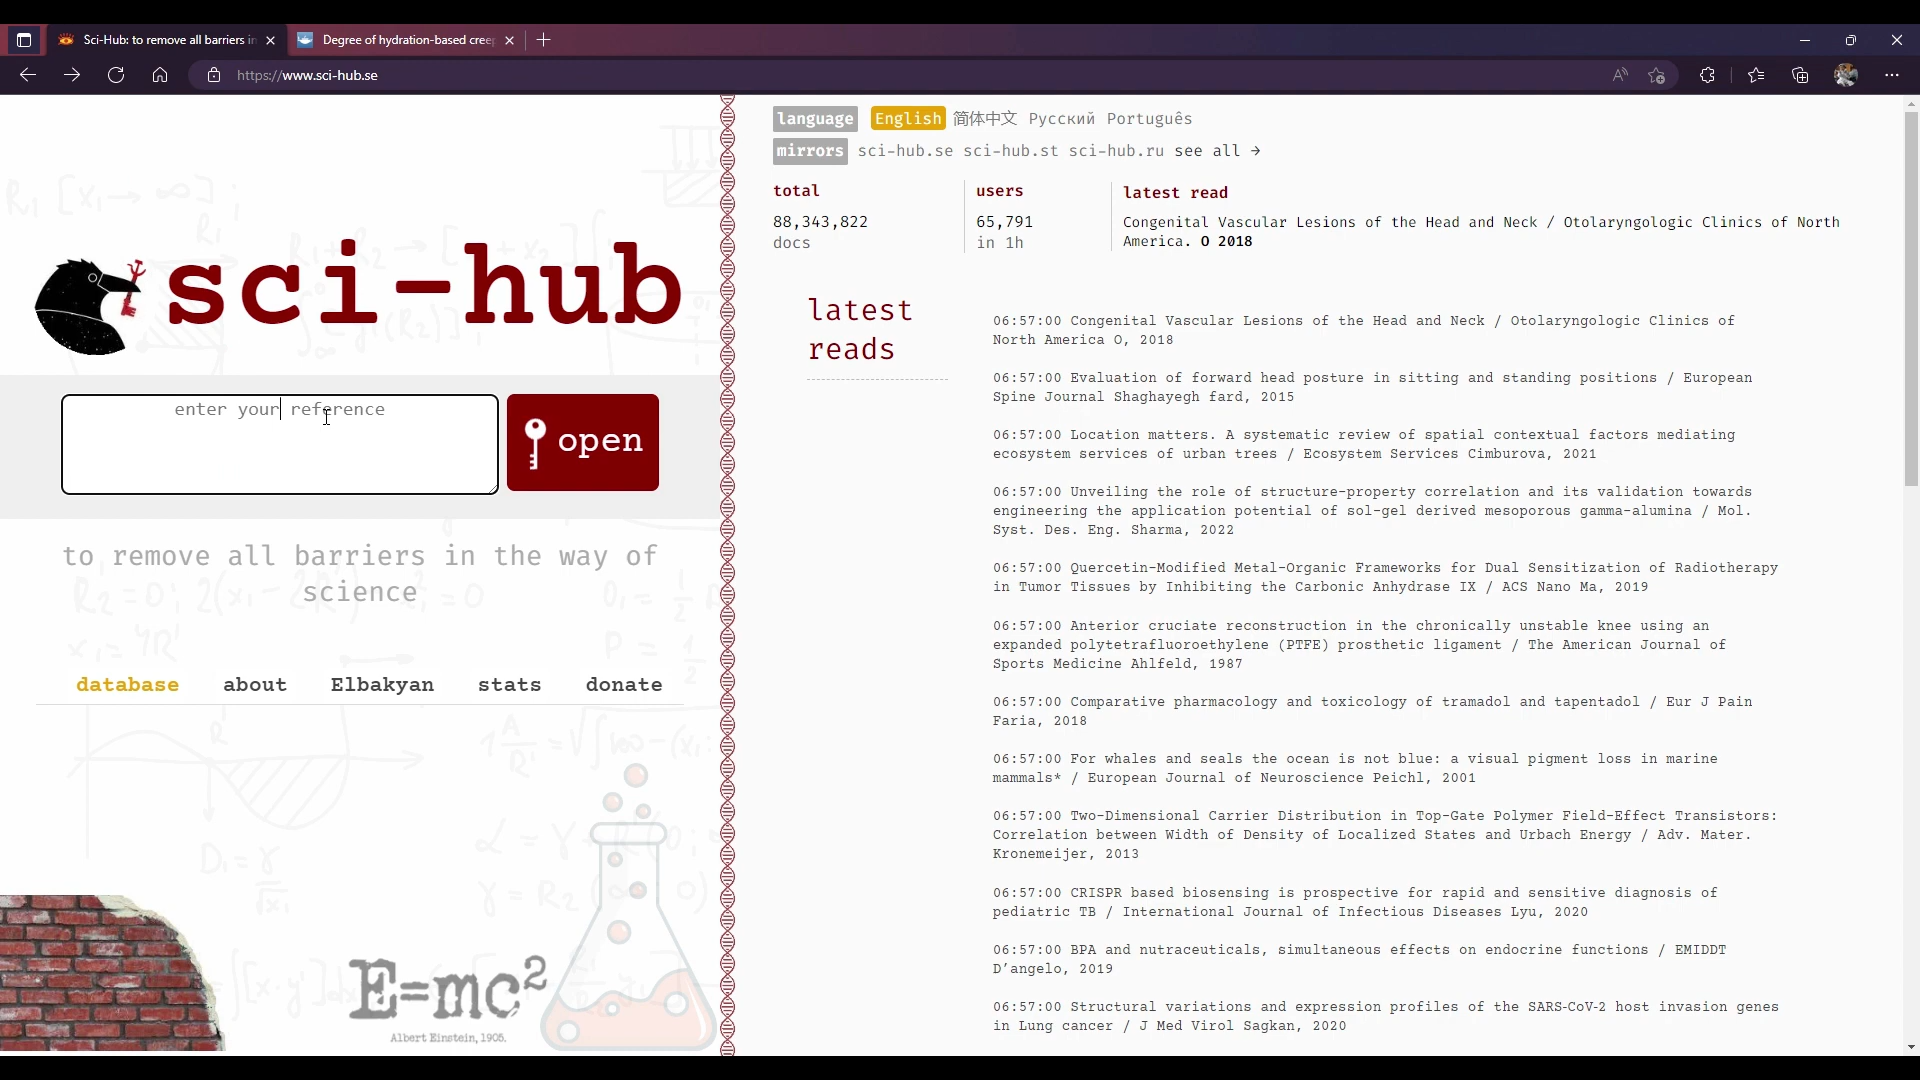 Sci-Hub: to remove all barriers in
Degree of hydration-based cree
https://www.sci-hub.se
sci-hub
enter your reference
open
to remove all barriers in the way of
science
database about Elbakyan stats donate
E=mc²
Albert Einstein, 1905.
language English 简体中文 Русский Português
mirrors sci-hub.se sci-hub.st sci-hub.ru see all →
total
88,343,822
docs
users
65,791
in 1h
latest read
Congenital Vascular Lesions of the Head and Neck / Otolaryngologic Clinics of North
America. O 2018
latest
reads
06:57:00 Congenital Vascular Lesions of the Head and Neck / Otolaryngologic Clinics of
North America O, 2018
06:57:00 Evaluation of forward head posture in sitting and standing positions / European
Spine Journal Shaghayegh fard, 2015
06:57:00 Location matters. A systematic review of spatial contextual factors mediating
ecosystem services of urban trees / Ecosystem Services Cimburova, 2021
06:57:00 Unveiling the role of structure-property correlation and its validation towards
engineering the application potential of sol-gel derived mesoporous gamma-alumina / Mol.
Syst. Des. Eng. Sharma, 2022
06:57:00 Quercetin-Modified Metal-Organic Frameworks for Dual Sensitization of Radiotherapy
in Tumor Tissues by Inhibiting the Carbonic Anhydrase IX / ACS Nano Ma, 2019
06:57:00 Anterior cruciate reconstruction in the chronically unstable knee using an
expanded polytetrafluoroethylene (PTFE) prosthetic ligament / The American Journal of
Sports Medicine Ahlfeld, 1987
06:57:00 Comparative pharmacology and toxicology of tramadol and tapentadol / Eur J Pain
Faria, 2018
06:57:00 For whales and seals the ocean is not blue: a visual pigment loss in marine
mammals* / European Journal of Neuroscience Peichl, 2001
06:57:00 Two-Dimensional Carrier Distribution in Top-Gate Polymer Field-Effect Transistors:
Correlation between Width of Density of Localized States and Urbach Energy / Adv. Mater.
Kronemeijer, 2013
06:57:00 CRISPR based biosensing is prospective for rapid and sensitive diagnosis of
pediatric TB / International Journal of Infectious Diseases Lyu, 2020
06:57:00 BPA and nutraceuticals, simultaneous effects on endocrine functions / EMIDDT
D’angelo, 2019
06:57:00 Structural variations and expression profiles of the SARS-CoV-2 host invasion genes
in Lung cancer / J Med Virol Sagkan, 2020